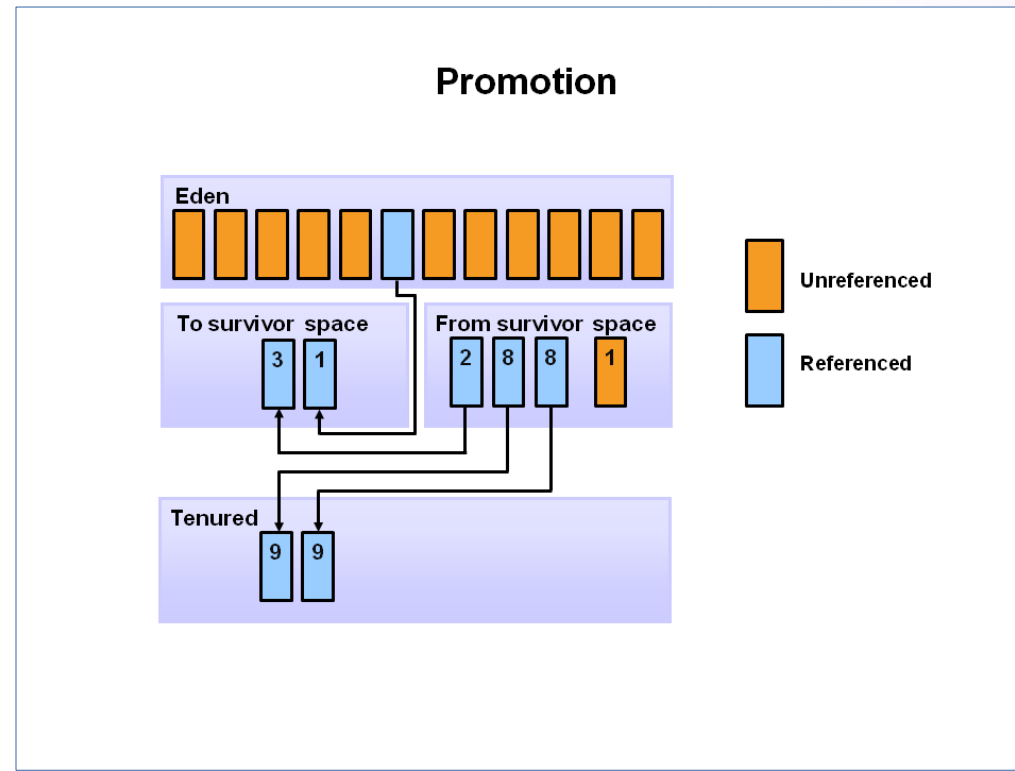 Promotion
Eden
Unreferenced
To survivor space
From survivor space
3 1
2 8 8 1
Referenced
Tenured
9 9